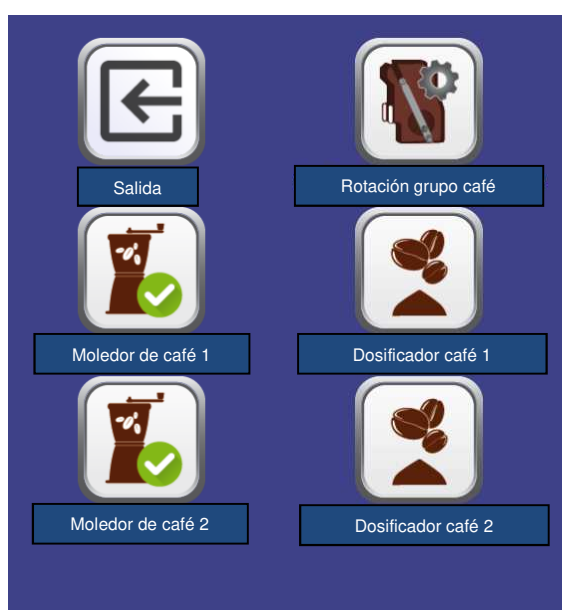 Salida
Rotación grupo café
Moledor de café 1
Dosificador café 1
Moledor de café 2
Dosificador café 2